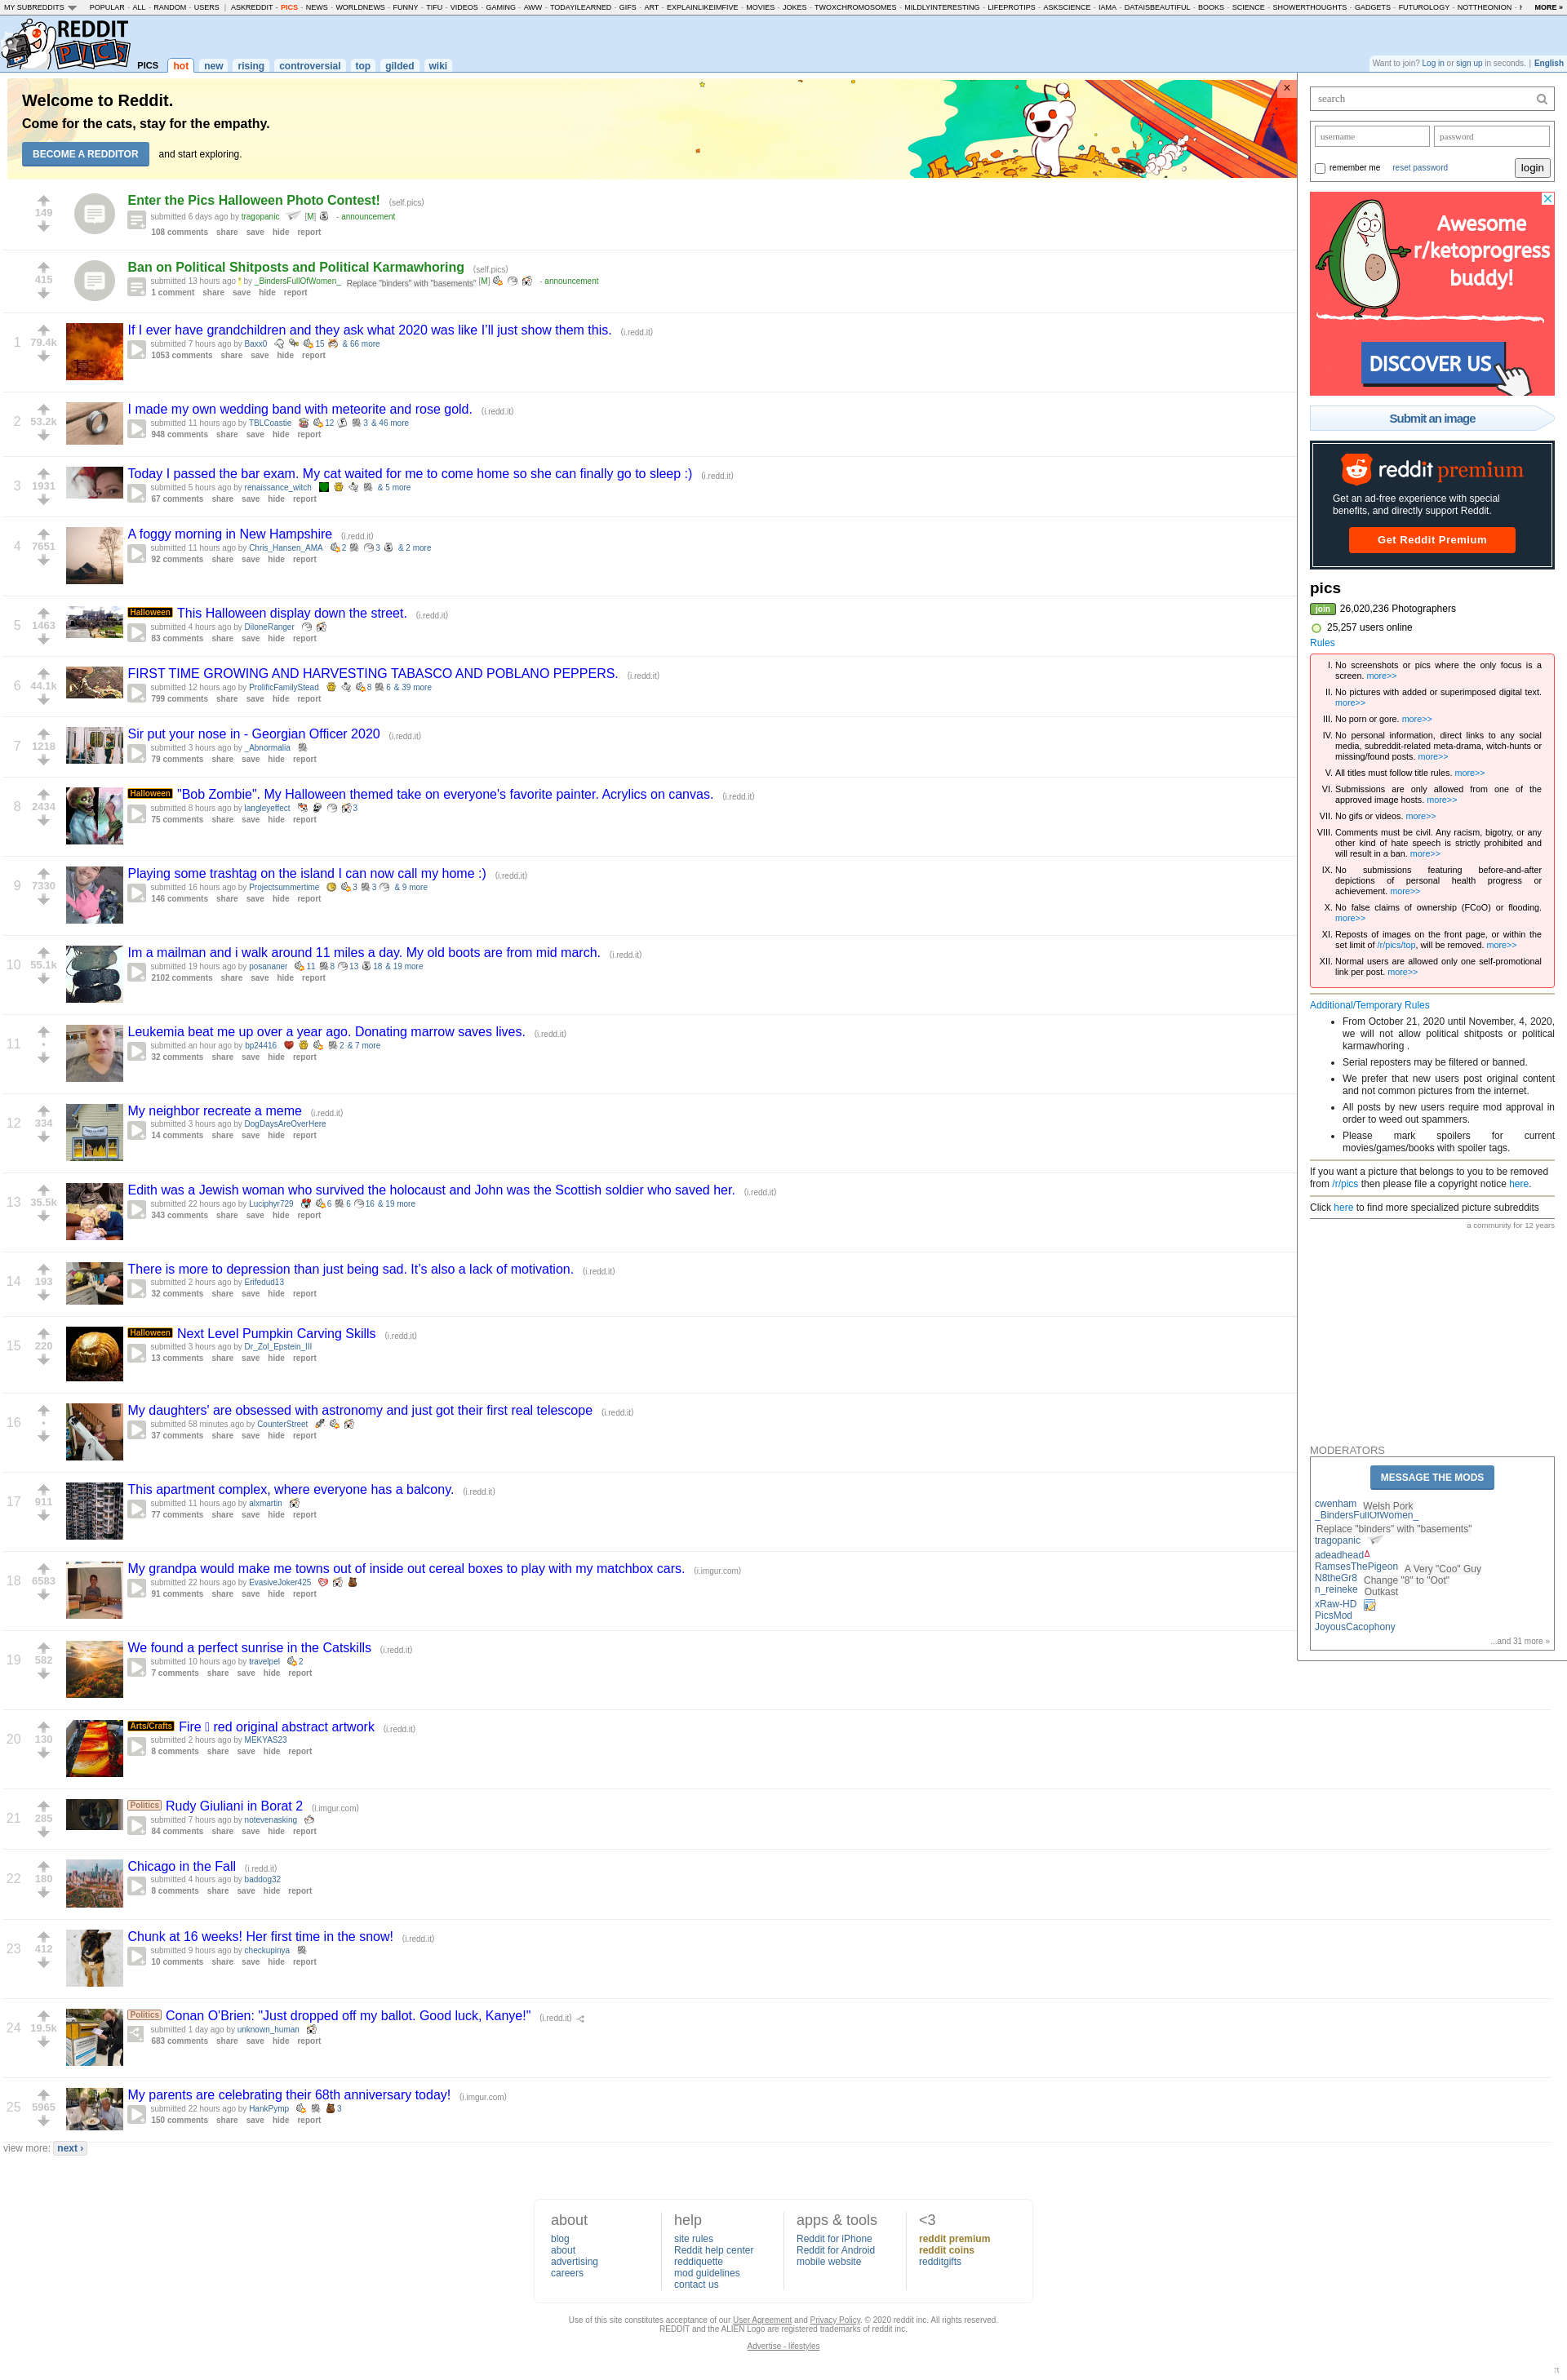 MY SUBREDDITS POPULAR - ALL - RANDOM - USERS | ASKREDDIT - PICS - NEWS - WORLDNEWS - FUNNY - TIFU - VIDEOS - GAMING - AWW - TODAYILEARNED - GIFS - ART - EXPLAINLIKEIMFIVE - MOVIES - JOKES - TWOXCHROMOSOMES - MILDLYINTERESTING - LIFEPROTIPS - ASKSCIENCE - IAMA - DATAISBEAUTIFUL - BOOKS - SCIENCE - SHOWERTHOUGHTS - GADGETS - FUTUROLOGY - NOTTHEONION - MORE »
REDDIT PICS
PICS hot new rising controversial top gilded wiki
Want to join? Log in or sign up in seconds. | English
Welcome to Reddit.
Come for the cats, stay for the empathy.
BECOME A REDDITOR and start exploring.
149
Enter the Pics Halloween Photo Contest! (self.pics)
submitted 6 days ago by tragopanic [M] - announcement
108 comments share save hide report
415
Ban on Political Shitposts and Political Karmawhoring (self.pics)
submitted 13 hours ago * by _BindersFullOfWomen_ Replace "binders" with "basements" [M] - announcement
1 comment share save hide report
1 79.4k
If I ever have grandchildren and they ask what 2020 was like I’ll just show them this. (i.redd.it)
submitted 7 hours ago by Baxx0 15 & 66 more
1053 comments share save hide report
2 53.2k
I made my own wedding band with meteorite and rose gold. (i.redd.it)
submitted 11 hours ago by TBLCoastie 12 3 & 46 more
948 comments share save hide report
3 1931
Today I passed the bar exam. My cat waited for me to come home so she can finally go to sleep :) (i.redd.it)
submitted 5 hours ago by renaissance_witch & 5 more
67 comments share save hide report
4 7651
A foggy morning in New Hampshire (i.redd.it)
submitted 11 hours ago by Chris_Hansen_AMA 2 3 & 2 more
92 comments share save hide report
5 1463
Halloween This Halloween display down the street. (i.redd.it)
submitted 4 hours ago by DiloneRanger
83 comments share save hide report
6 44.1k
FIRST TIME GROWING AND HARVESTING TABASCO AND POBLANO PEPPERS. (i.redd.it)
submitted 12 hours ago by ProlificFamilyStead 8 6 & 39 more
799 comments share save hide report
7 1218
Sir put your nose in - Georgian Officer 2020 (i.redd.it)
submitted 3 hours ago by _Abnormalia
79 comments share save hide report
8 2434
Halloween "Bob Zombie". My Halloween themed take on everyone's favorite painter. Acrylics on canvas. (i.redd.it)
submitted 8 hours ago by langleyeffect 3
75 comments share save hide report
9 7330
Playing some trashtag on the island I can now call my home :) (i.redd.it)
submitted 16 hours ago by Projectsummertime 3 3 & 9 more
146 comments share save hide report
10 55.1k
Im a mailman and i walk around 11 miles a day. My old boots are from mid march. (i.redd.it)
submitted 19 hours ago by posananer 11 8 13 18 & 19 more
2102 comments share save hide report
11 •
Leukemia beat me up over a year ago. Donating marrow saves lives. (i.redd.it)
submitted an hour ago by bp24416 2 & 7 more
32 comments share save hide report
12 334
My neighbor recreate a meme (i.redd.it)
submitted 3 hours ago by DogDaysAreOverHere
14 comments share save hide report
13 35.5k
Edith was a Jewish woman who survived the holocaust and John was the Scottish soldier who saved her. (i.redd.it)
submitted 22 hours ago by Luciphyr729 6 6 16 & 19 more
343 comments share save hide report
14 193
There is more to depression than just being sad. It’s also a lack of motivation. (i.redd.it)
submitted 2 hours ago by Erifedud13
32 comments share save hide report
15 220
Halloween Next Level Pumpkin Carving Skills (i.redd.it)
submitted 3 hours ago by Dr_Zol_Epstein_III
13 comments share save hide report
16 •
My daughters' are obsessed with astronomy and just got their first real telescope (i.redd.it)
submitted 58 minutes ago by CounterStreet
37 comments share save hide report
17 911
This apartment complex, where everyone has a balcony. (i.redd.it)
submitted 11 hours ago by alxmartin
77 comments share save hide report
18 6583
My grandpa would make me towns out of inside out cereal boxes to play with my matchbox cars. (i.imgur.com)
submitted 22 hours ago by EvasiveJoker425
91 comments share save hide report
19 582
We found a perfect sunrise in the Catskills (i.redd.it)
submitted 10 hours ago by travelpel 2
7 comments share save hide report
20 130
Arts/Crafts Fire red original abstract artwork (i.redd.it)
submitted 2 hours ago by MEKYAS23
8 comments share save hide report
21 285
Politics Rudy Giuliani in Borat 2 (i.imgur.com)
submitted 7 hours ago by notevenasking
84 comments share save hide report
22 180
Chicago in the Fall (i.redd.it)
submitted 4 hours ago by baddog32
8 comments share save hide report
23 412
Chunk at 16 weeks! Her first time in the snow! (i.redd.it)
submitted 9 hours ago by checkupinya
10 comments share save hide report
24 19.5k
Politics Conan O'Brien: "Just dropped off my ballot. Good luck, Kanye!" (i.redd.it)
submitted 1 day ago by unknown_human
683 comments share save hide report
25 5965
My parents are celebrating their 68th anniversary today! (i.imgur.com)
submitted 22 hours ago by HankPymp 3
150 comments share save hide report
view more: next ›
search
username password
remember me reset password login
Awesome
r/ketoprogress
buddy!
DISCOVER US
Submit an image
reddit premium
Get an ad-free experience with special
benefits, and directly support Reddit.
Get Reddit Premium
pics
join 26,020,236 Photographers
25,257 users online
Rules
I. No screenshots or pics where the only focus is a
screen. more>>
II. No pictures with added or superimposed digital text.
more>>
III. No porn or gore. more>>
IV. No personal information, direct links to any social
media, subreddit-related meta-drama, witch-hunts or
missing/found posts. more>>
V. All titles must follow title rules. more>>
VI. Submissions are only allowed from one of the
approved image hosts. more>>
VII. No gifs or videos. more>>
VIII. Comments must be civil. Any racism, bigotry, or any
other kind of hate speech is strictly prohibited and
will result in a ban. more>>
IX. No submissions featuring before-and-after
depictions of personal health progress or
achievement. more>>
X. No false claims of ownership (FCoO) or flooding.
more>>
XI. Reposts of images on the front page, or within the
set limit of /r/pics/top, will be removed. more>>
XII. Normal users are allowed only one self-promotional
link per post. more>>
Additional/Temporary Rules
• From October 21, 2020 until November, 4, 2020,
we will not allow political shitposts or political
karmawhoring .
• Serial reposters may be filtered or banned.
• We prefer that new users post original content
and not common pictures from the internet.
• All posts by new users require mod approval in
order to weed out spammers.
• Please mark spoilers for current
movies/games/books with spoiler tags.
If you want a picture that belongs to you to be removed
from /r/pics then please file a copyright notice here.
Click here to find more specialized picture subreddits
a community for 12 years
MODERATORS
MESSAGE THE MODS
cwenham Welsh Pork
_BindersFullOfWomen_
Replace "binders" with "basements"
tragopanic
adeadheadΔ
RamsesThePigeon A Very "Coo" Guy
N8theGr8 Change "8" to "Oot"
n_reineke Outkast
xRaw-HD
PicsMod
JoyousCacophony
...and 31 more »
about
blog
about
advertising
careers
help
site rules
Reddit help center
reddiquette
mod guidelines
contact us
apps & tools
Reddit for iPhone
Reddit for Android
mobile website
<3
reddit premium
reddit coins
redditgifts
Use of this site constitutes acceptance of our User Agreement and Privacy Policy. © 2020 reddit inc. All rights reserved.
REDDIT and the ALIEN Logo are registered trademarks of reddit inc.
Advertise - lifestyles
π